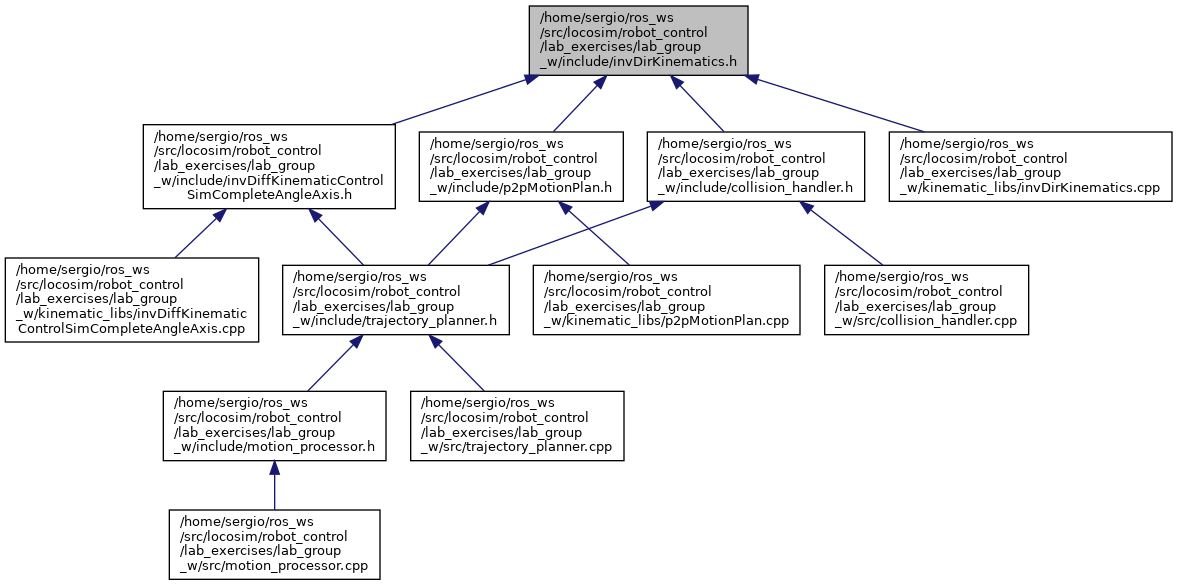 /home/sergio/ros_ws
/src/locosim/robot_control
/lab_exercises/lab_group
_w/include/invDirKinematics.h
/home/sergio/ros_ws
/src/locosim/robot_control
/lab_exercises/lab_group
_w/include/invDiffKinematicControl
SimCompleteAngleAxis.h
/home/sergio/ros_ws
/src/locosim/robot_control
/lab_exercises/lab_group
_w/include/p2pMotionPlan.h
/home/sergio/ros_ws
/src/locosim/robot_control
/lab_exercises/lab_group
_w/include/collision_handler.h
/home/sergio/ros_ws
/src/locosim/robot_control
/lab_exercises/lab_group
_w/kinematic_libs/invDirKinematics.cpp
/home/sergio/ros_ws
/src/locosim/robot_control
/lab_exercises/lab_group
_w/kinematic_libs/invDiffKinematic
ControlSimCompleteAngleAxis.cpp
/home/sergio/ros_ws
/src/locosim/robot_control
/lab_exercises/lab_group
_w/include/trajectory_planner.h
/home/sergio/ros_ws
/src/locosim/robot_control
/lab_exercises/lab_group
_w/kinematic_libs/p2pMotionPlan.cpp
/home/sergio/ros_ws
/src/locosim/robot_control
/lab_exercises/lab_group
_w/src/collision_handler.cpp
/home/sergio/ros_ws
/src/locosim/robot_control
/lab_exercises/lab_group
_w/include/motion_processor.h
/home/sergio/ros_ws
/src/locosim/robot_control
/lab_exercises/lab_group
_w/src/trajectory_planner.cpp
/home/sergio/ros_ws
/src/locosim/robot_control
/lab_exercises/lab_group
_w/src/motion_processor.cpp